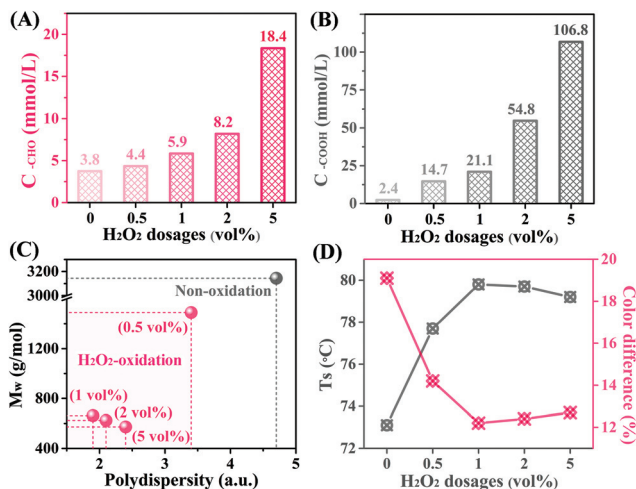 (A)
C -CHO (mmol/L)
20
15
10
5
0
3.8
4.4
5.9
8.2
18.4
0 0.5 1 2 5
H2O2 dosages (vol%)
(B)
C -COOH (mmol/L)
100
75
50
25
0
2.4
14.7
21.1
54.8
106.8
0 0.5 1 2 5
H2O2 dosages (vol%)
(C)
Mw (g/mol)
3200
3000
1200
800
400
Non-oxidation
(0.5 vol%)
H2O2-oxidation
(1 vol%)
(2 vol%)
(5 vol%)
2 3 4 5
Polydispersity (a.u.)
(D)
Ts (°C)
80
78
76
74
72
0 0.5 1 2 5
H2O2 dosages (vol%)
20
18
16
14
12
Color difference (%)